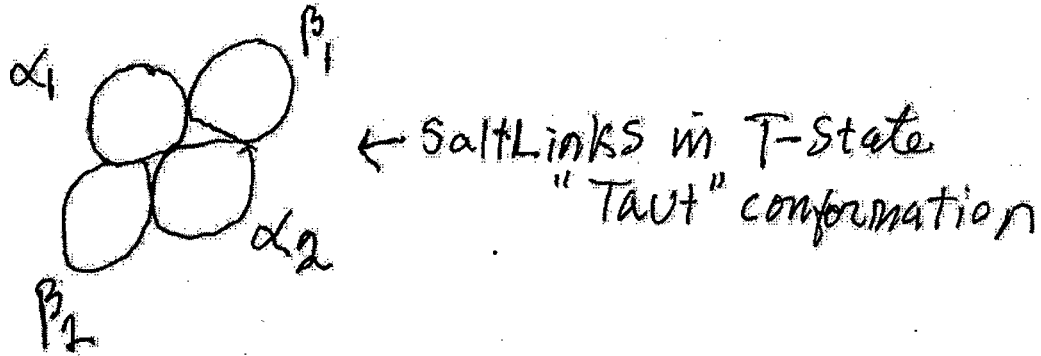 β1
α1
← SaltLinks in T-State
"Taut" conformation
α2
β2